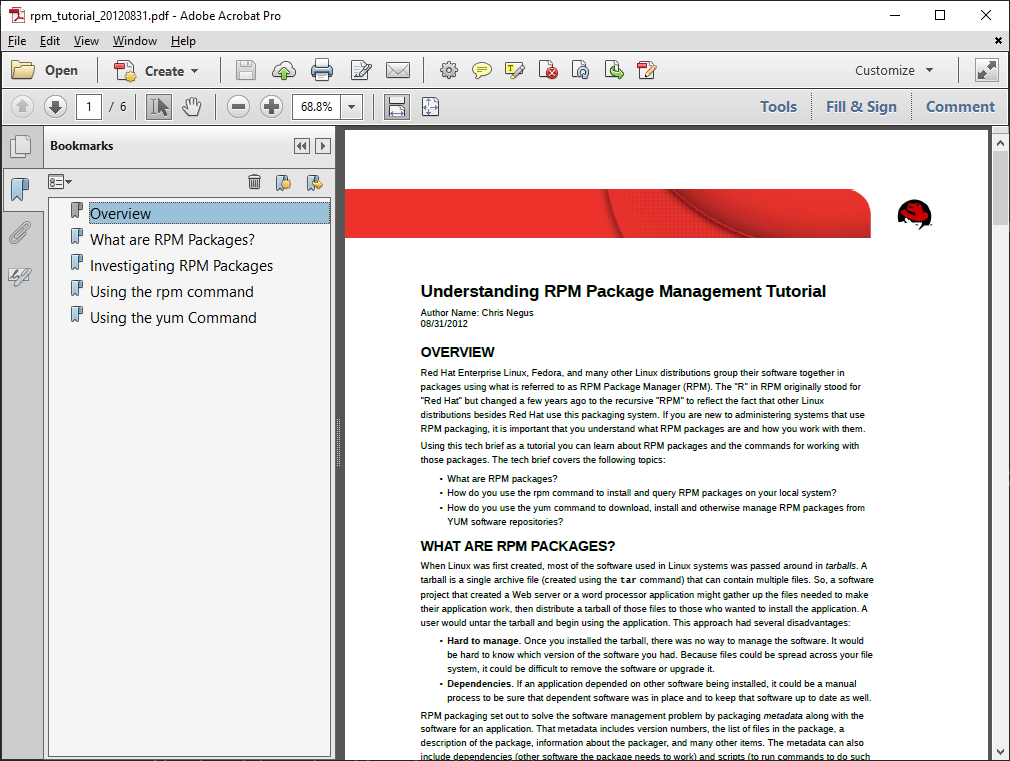 rpm_tutorial_20120831.pdf - Adobe Acrobat Pro
File Edit View Window Help
Open Create Customize
1 / 6 68.8% Tools Fill & Sign Comment
Bookmarks
Overview
What are RPM Packages?
Investigating RPM Packages
Using the rpm command
Using the yum Command
Understanding RPM Package Management Tutorial
Author Name: Chris Negus
08/31/2012
OVERVIEW
Red Hat Enterprise Linux, Fedora, and many other Linux distributions group their software together in
packages using what is referred to as RPM Package Manager (RPM). The "R" in RPM originally stood for
"Red Hat" but changed a few years ago to the recursive "RPM" to reflect the fact that other Linux
distributions besides Red Hat use this packaging system. If you are new to administering systems that use
RPM packaging, it is important that you understand what RPM packages are and how you work with them.
Using this tech brief as a tutorial you can learn about RPM packages and the commands for working with
those packages. The tech brief covers the following topics:
• What are RPM packages?
• How do you use the rpm command to install and query RPM packages on your local system?
• How do you use the yum command to download, install and otherwise manage RPM packages from
YUM software repositories?
WHAT ARE RPM PACKAGES?
When Linux was first created, most of the software used in Linux systems was passed around in tarballs. A
tarball is a single archive file (created using the tar command) that can contain multiple files. So, a software
project that created a Web server or a word processor application might gather up the files needed to make
their application work, then distribute a tarball of those files to those who wanted to install the application. A
user would untar the tarball and begin using the application. This approach had several disadvantages:
• Hard to manage. Once you installed the tarball, there was no way to manage the software. It would
be hard to know which version of the software you had. Because files could be spread across your file
system, it could be difficult to remove the software or upgrade it.
• Dependencies. If an application depended on other software being installed, it could be a manual
process to be sure that dependent software was in place and to keep that software up to date as well.
RPM packaging set out to solve the software management problem by packaging metadata along with the
software for an application. That metadata includes version numbers, the list of files in the package, a
description of the package, information about the packager, and many other items. The metadata can also
include dependencies (other software the package needs to work) and scripts (to run commands to do such